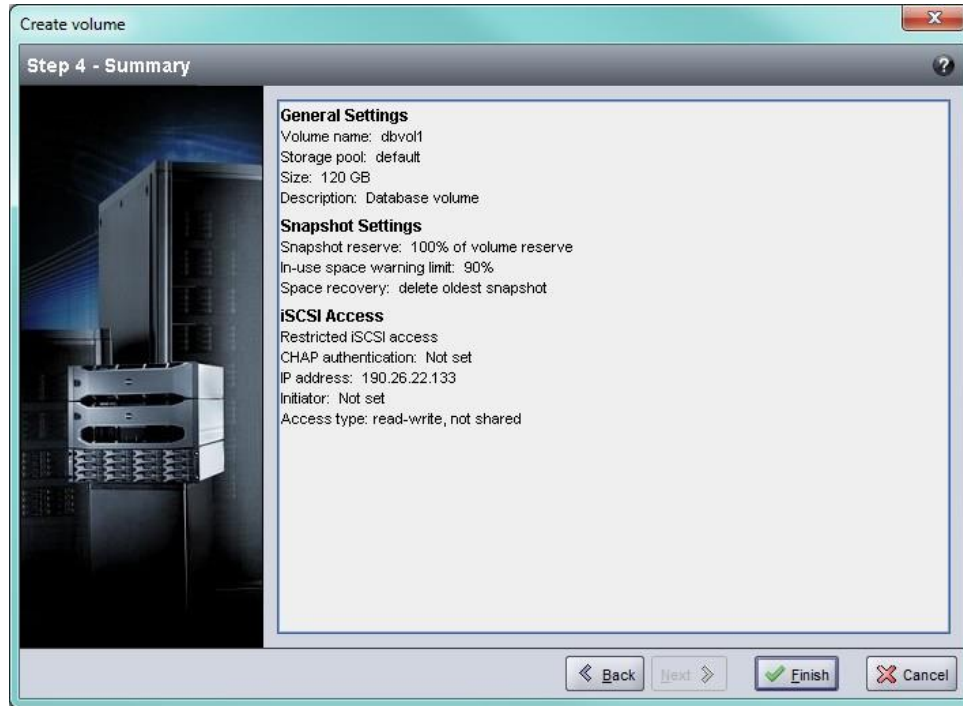 Create volume
Step 4 - Summary
General Settings
Volume name: dbvol1
Storage pool: default
Size: 120 GB
Description: Database volume
Snapshot Settings
Snapshot reserve: 100% of volume reserve
In-use space warning limit: 90%
Space recovery: delete oldest snapshot
iSCSI Access
Restricted iSCSI access
CHAP authentication: Not set
IP address: 190.26.22.133
Initiator: Not set
Access type: read-write, not shared
Back Next Finish Cancel